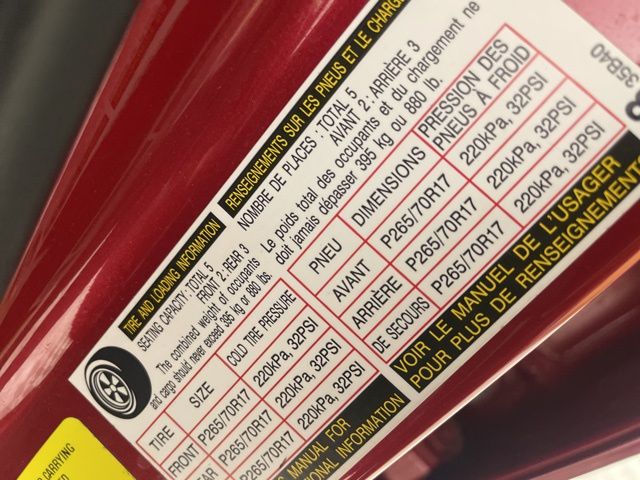 TIRE AND LOADING INFORMATION
SEATING CAPACITY: TOTAL 5
FRONT 2: REAR 3
The combined weight of occupants
and cargo should never exceed 395 kg or 880 lbs.
TIRE SIZE COLD TIRE PRESSURE
FRONT P265/70R17 220kPa, 32PSI
P265/70R17 220kPa, 32PSI
P265/70R17 220kPa, 32PSI
MANUAL FOR
INFORMATION
RENSEIGNEMENTS SUR LES PNEUS ET LE
NOMBRE DE PLACES : TOTAL 5
AVANT 2 : ARRIÈRE 3
Le poids total des occupants et du chargement ne
doit jamais dépasser 395 kg ou 880 lb.
PNEU DIMENSIONS PRESSION DES
PNEUS À FROID
AVANT P265/70R17 220kPa, 32PSI
ARRIÈRE P265/70R17 220kPa, 32PSI
DE SECOURS P265/70R17 220kPa, 32PSI
VOIR LE MANUEL DE L'USAGER
POUR PLUS DE RENSEIGNEMENT
CARRYING